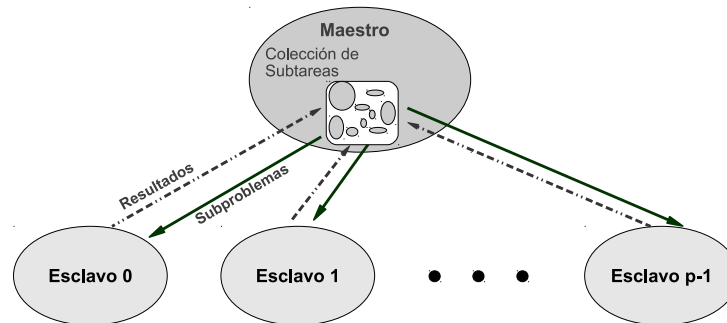 Maestro
Colección de
Subtareas
Resultados
Subproblemas
Esclavo 0
Esclavo 1
Esclavo p-1